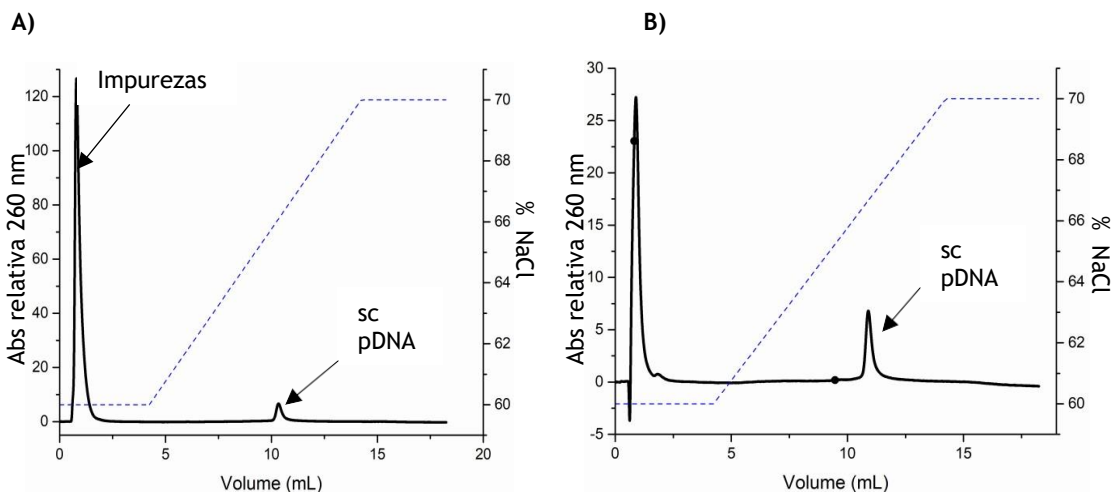 A)
Impurezas
sc
pDNA
Abs relativa 260 nm
120
100
80
60
40
20
0
70
68
66
64
62
60
% NaCl
0
5
10
15
20
Volume (mL)
B)
sc
pDNA
Abs relativa 260 nm
30
25
20
15
10
5
0
-5
70
68
66
64
62
60
% NaCl
0
5
10
15
Volume (mL)